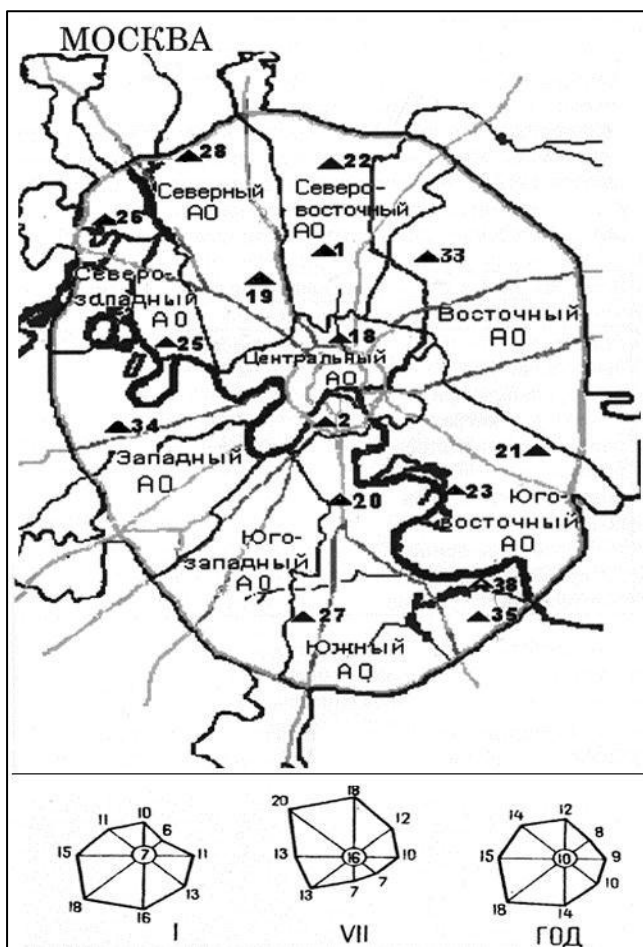 МОСКВА
28
22
Северный
АО
Северо-
восточный
АО
26
1
33
19
Северо-
западный
АО
Восточный
АО
18
25
Центральный
АО
2
34
21
Западный
АО
23
20
Юго-
восточный
АО
Юго-
западный
АО
38
27
35
Южный
АО
10
11
6
15
7
11
18
13
16
I
18
20
12
13
16
10
13
7
7
VII
12
14
8
15
10
9
10
18
14
ГОД